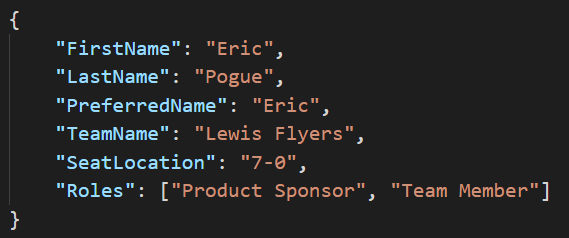 {
    "FirstName": "Eric",
    "LastName": "Pogue",
    "PreferredName": "Eric",
    "TeamName": "Lewis Flyers",
    "SeatLocation": "7-0",
    "Roles": ["Product Sponsor", "Team Member"]
}